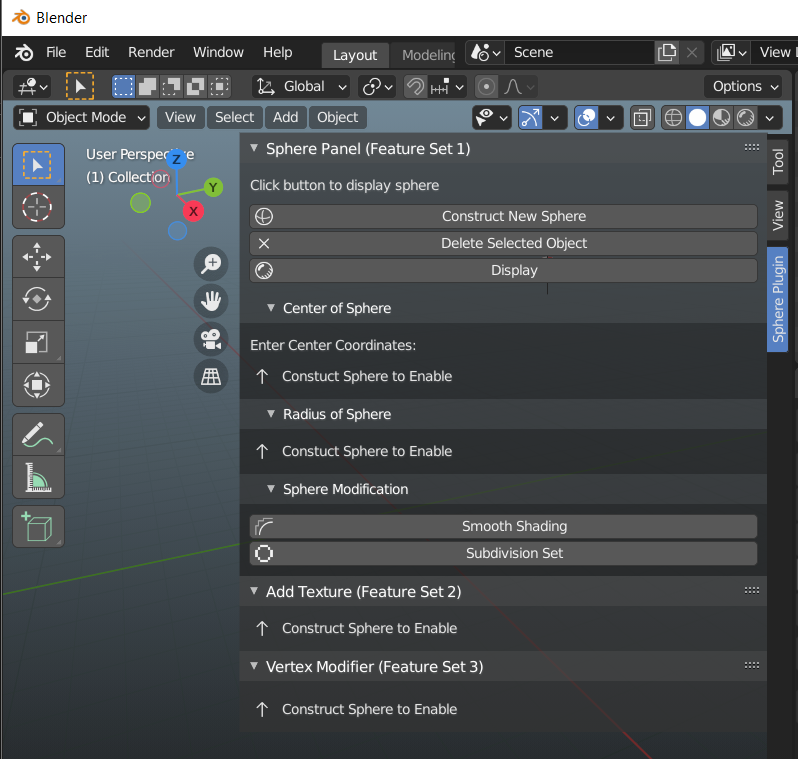 Blender
File Edit Render Window Help Layout Modeling Scene View L
Global Options
Object Mode View Select Add Object
User Perspective
(1) Collection
Z
Y
X
Sphere Panel (Feature Set 1)
Click button to display sphere
Construct New Sphere
Delete Selected Object
Display
Center of Sphere
Enter Center Coordinates:
Constuct Sphere to Enable
Radius of Sphere
Constuct Sphere to Enable
Sphere Modification
Smooth Shading
Subdivision Set
Add Texture (Feature Set 2)
Construct Sphere to Enable
Vertex Modifier (Feature Set 3)
Construct Sphere to Enable
Tool
View
Sphere Plugin